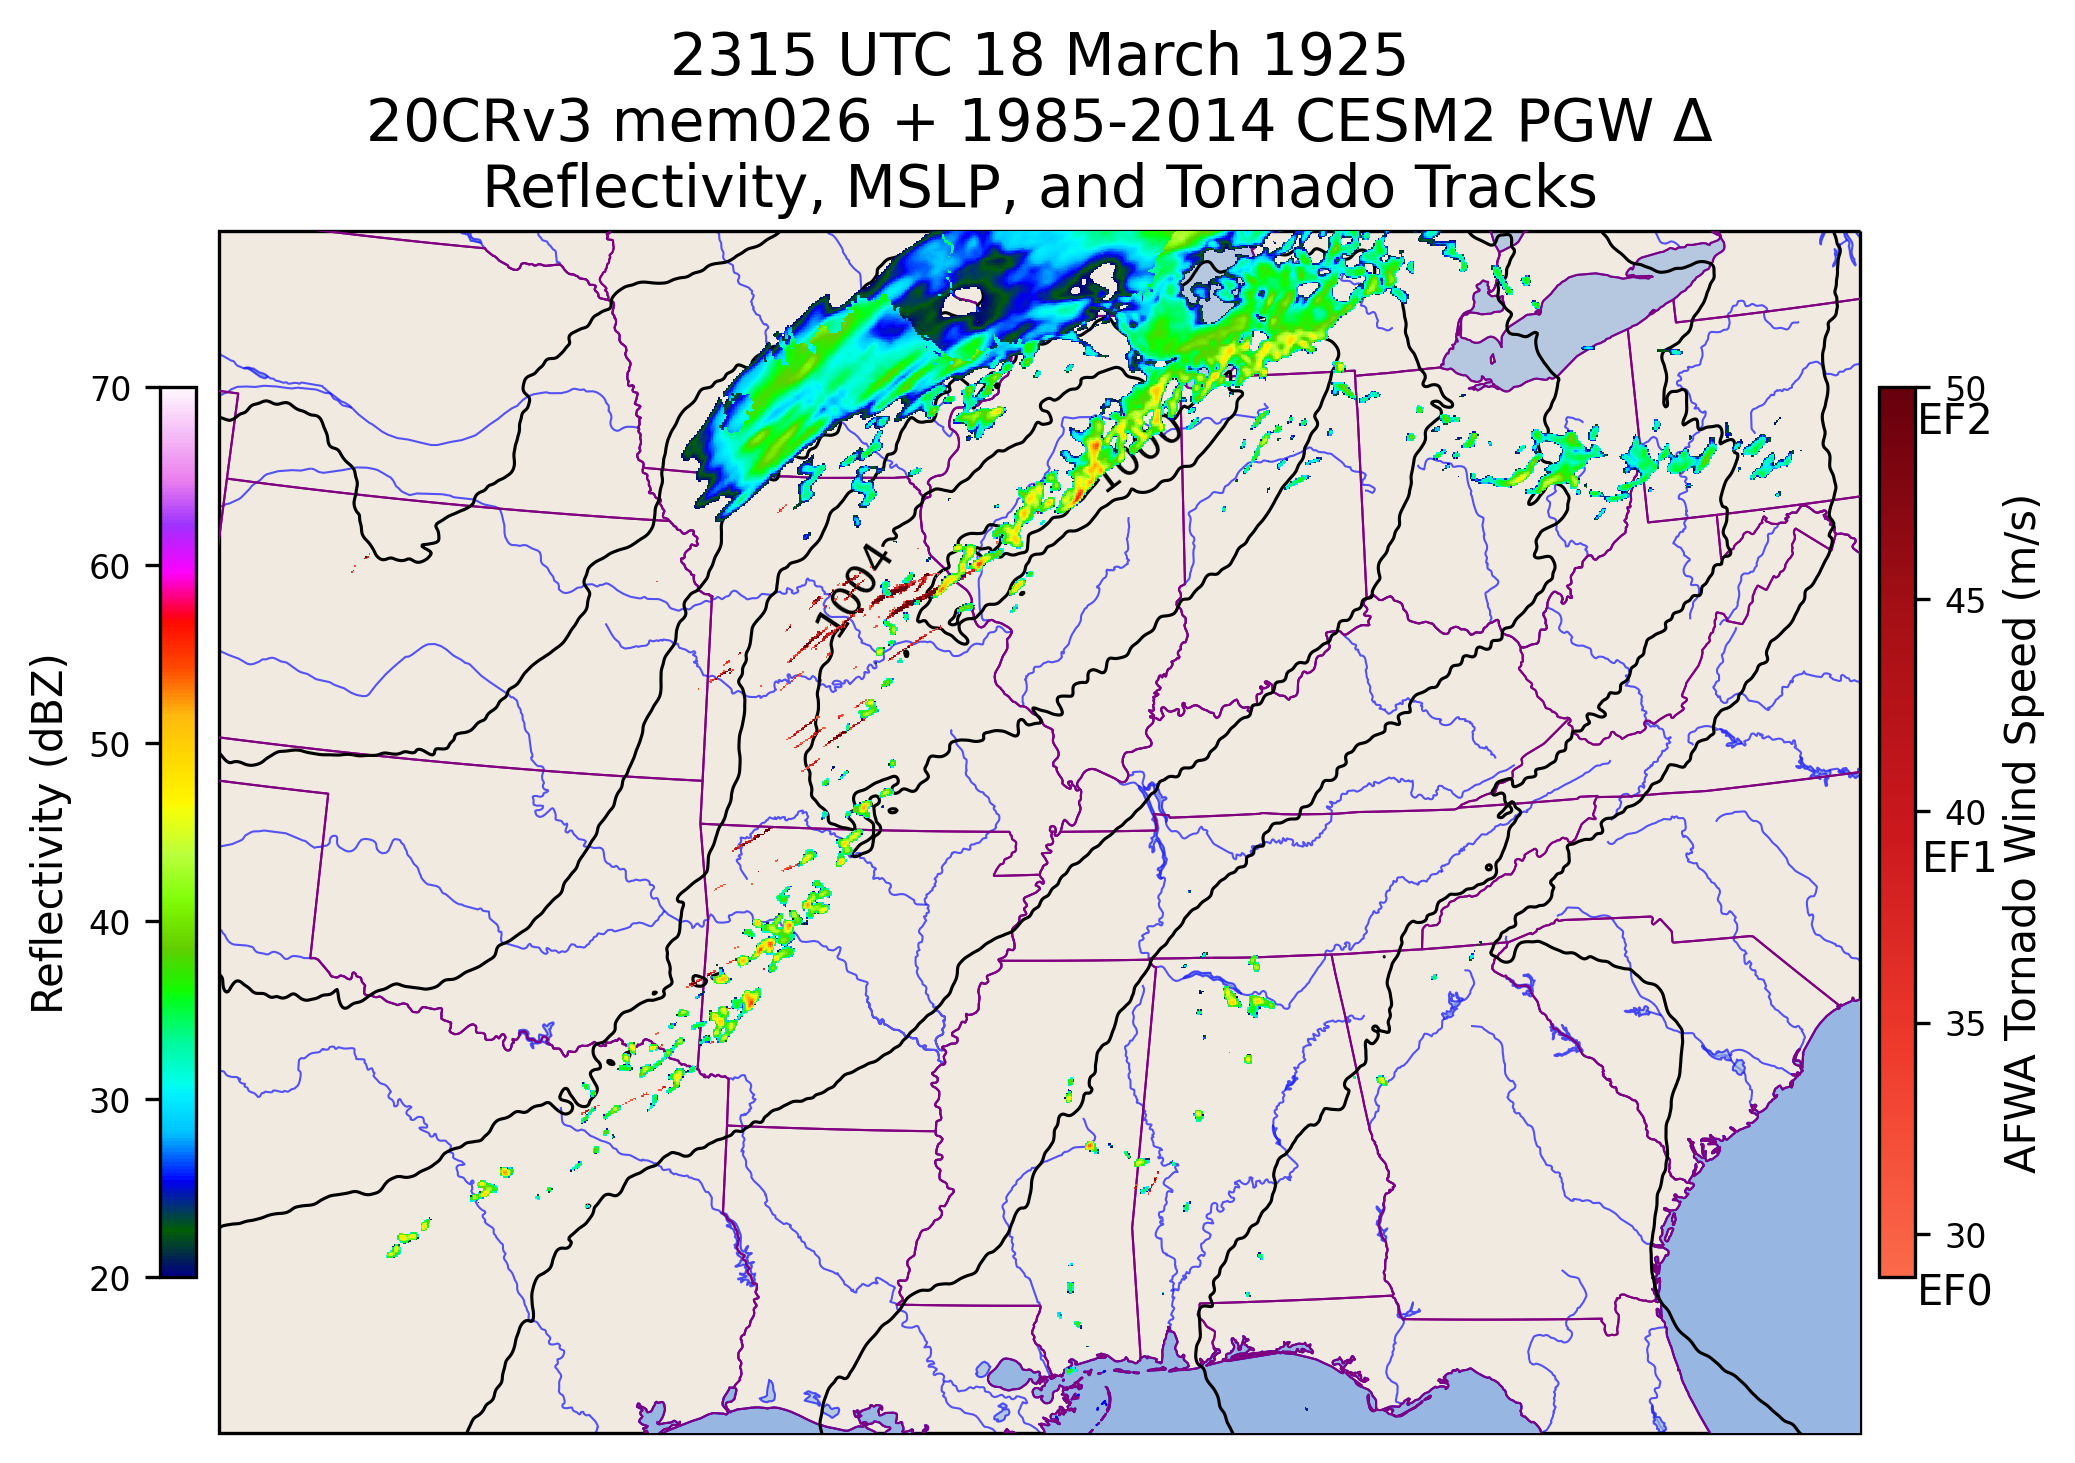 2315 UTC 18 March 1925
20CRv3 mem026 + 1985-2014 CESM2 PGW Δ
Reflectivity, MSLP, and Tornado Tracks
70
60
50
40
30
20
Reflectivity (dBZ)
1000
1004
50
EF2
45
40
EF1
35
30
EF0
AFWA Tornado Wind Speed (m/s)